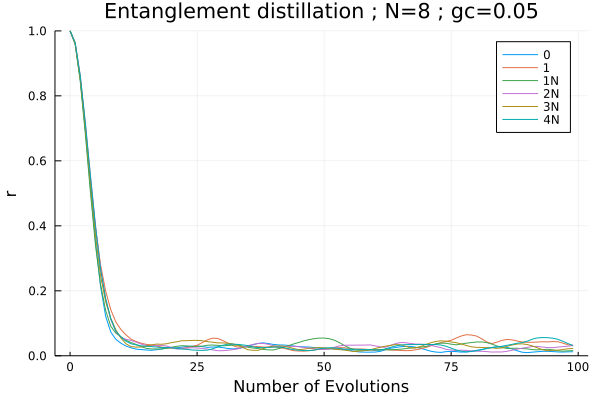 Entanglement distillation ; N=8 ; gc=0.05
1.0
0.8
0.6
0.4
0.2
0.0
r
0
1
1N
2N
3N
4N
0 25 50 75 100
Number of Evolutions